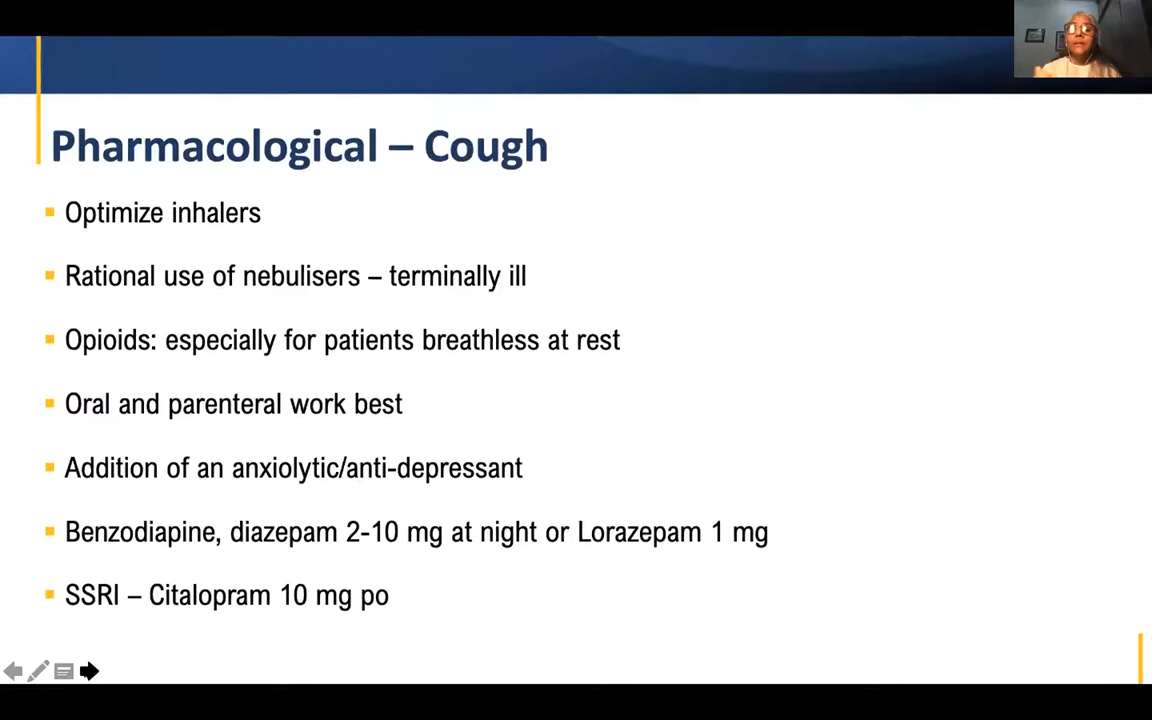 Pharmacological – Cough
Optimize inhalers
Rational use of nebulisers – terminally ill
Opioids: especially for patients breathless at rest
Oral and parenteral work best
Addition of an anxiolytic/anti-depressant
Benzodiapine, diazepam 2-10 mg at night or Lorazepam 1 mg
SSRI – Citalopram 10 mg po